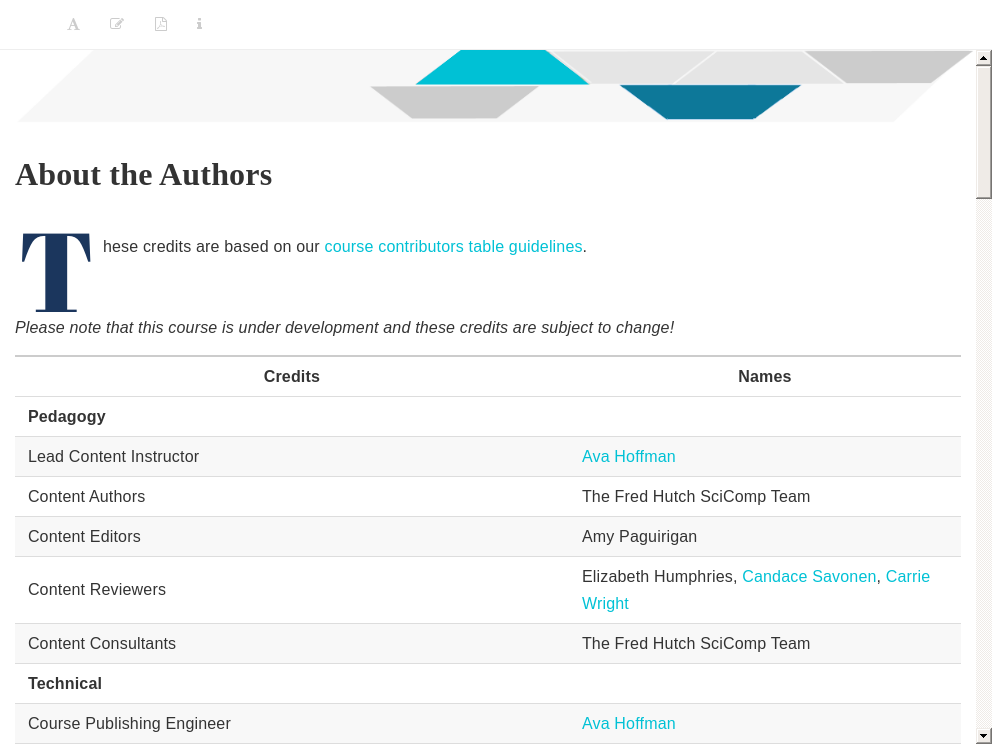 About the Authors
These credits are based on our course contributors table guidelines.
Please note that this course is under development and these credits are subject to change!
Credits Names
Pedagogy
Lead Content Instructor Ava Hoffman
Content Authors The Fred Hutch SciComp Team
Content Editors Amy Paguirigan
Content Reviewers Elizabeth Humphries, Candace Savonen, Carrie
Wright
Content Consultants The Fred Hutch SciComp Team
Technical
Course Publishing Engineer Ava Hoffman